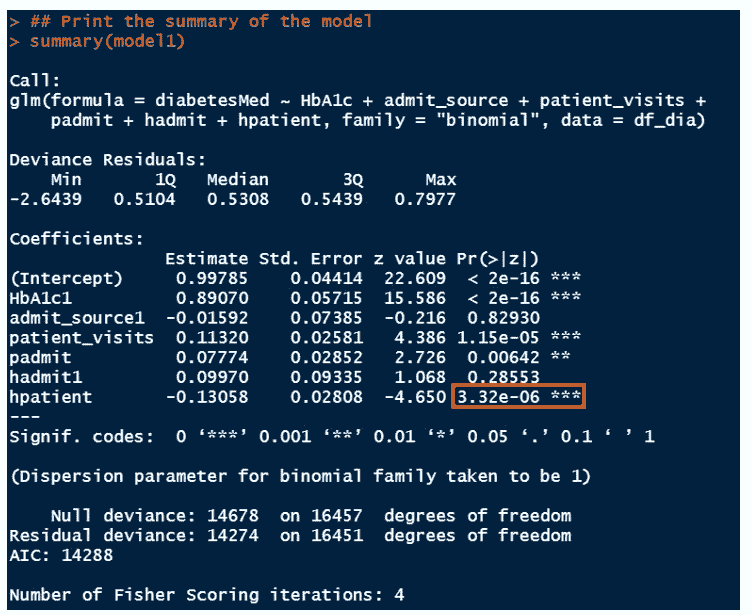 > ## Print the summary of the model
> summary(model1)
Call:
glm(formula = diabetesMed ~ HbA1c + admit_source + patient_visits +
    padmit + hadmit + hpatient, family = "binomial", data = df_dia)
Deviance Residuals:
    Min      1Q  Median      3Q     Max
-2.6439  0.5104  0.5308  0.5439  0.7977
Coefficients:
               Estimate Std. Error z value Pr(>|z|)
(Intercept)     0.99785    0.04414  22.609  < 2e-16 ***
HbA1c1          0.89070    0.05715  15.586  < 2e-16 ***
admit_source1  -0.01592    0.07385  -0.216  0.82930
patient_visits  0.11320    0.02581   4.386 1.15e-05 ***
padmit          0.07774    0.02852   2.726  0.00642 **
hadmit1         0.09970    0.09335   1.068  0.28553
hpatient       -0.13058    0.02808  -4.650 3.32e-06 ***
---
Signif. codes:  0 ‘***’ 0.001 ‘**’ 0.01 ‘*’ 0.05 ‘.’ 0.1 ‘ ’ 1
(Dispersion parameter for binomial family taken to be 1)
    Null deviance: 14678  on 16457  degrees of freedom
Residual deviance: 14274  on 16451  degrees of freedom
AIC: 14288
Number of Fisher Scoring iterations: 4